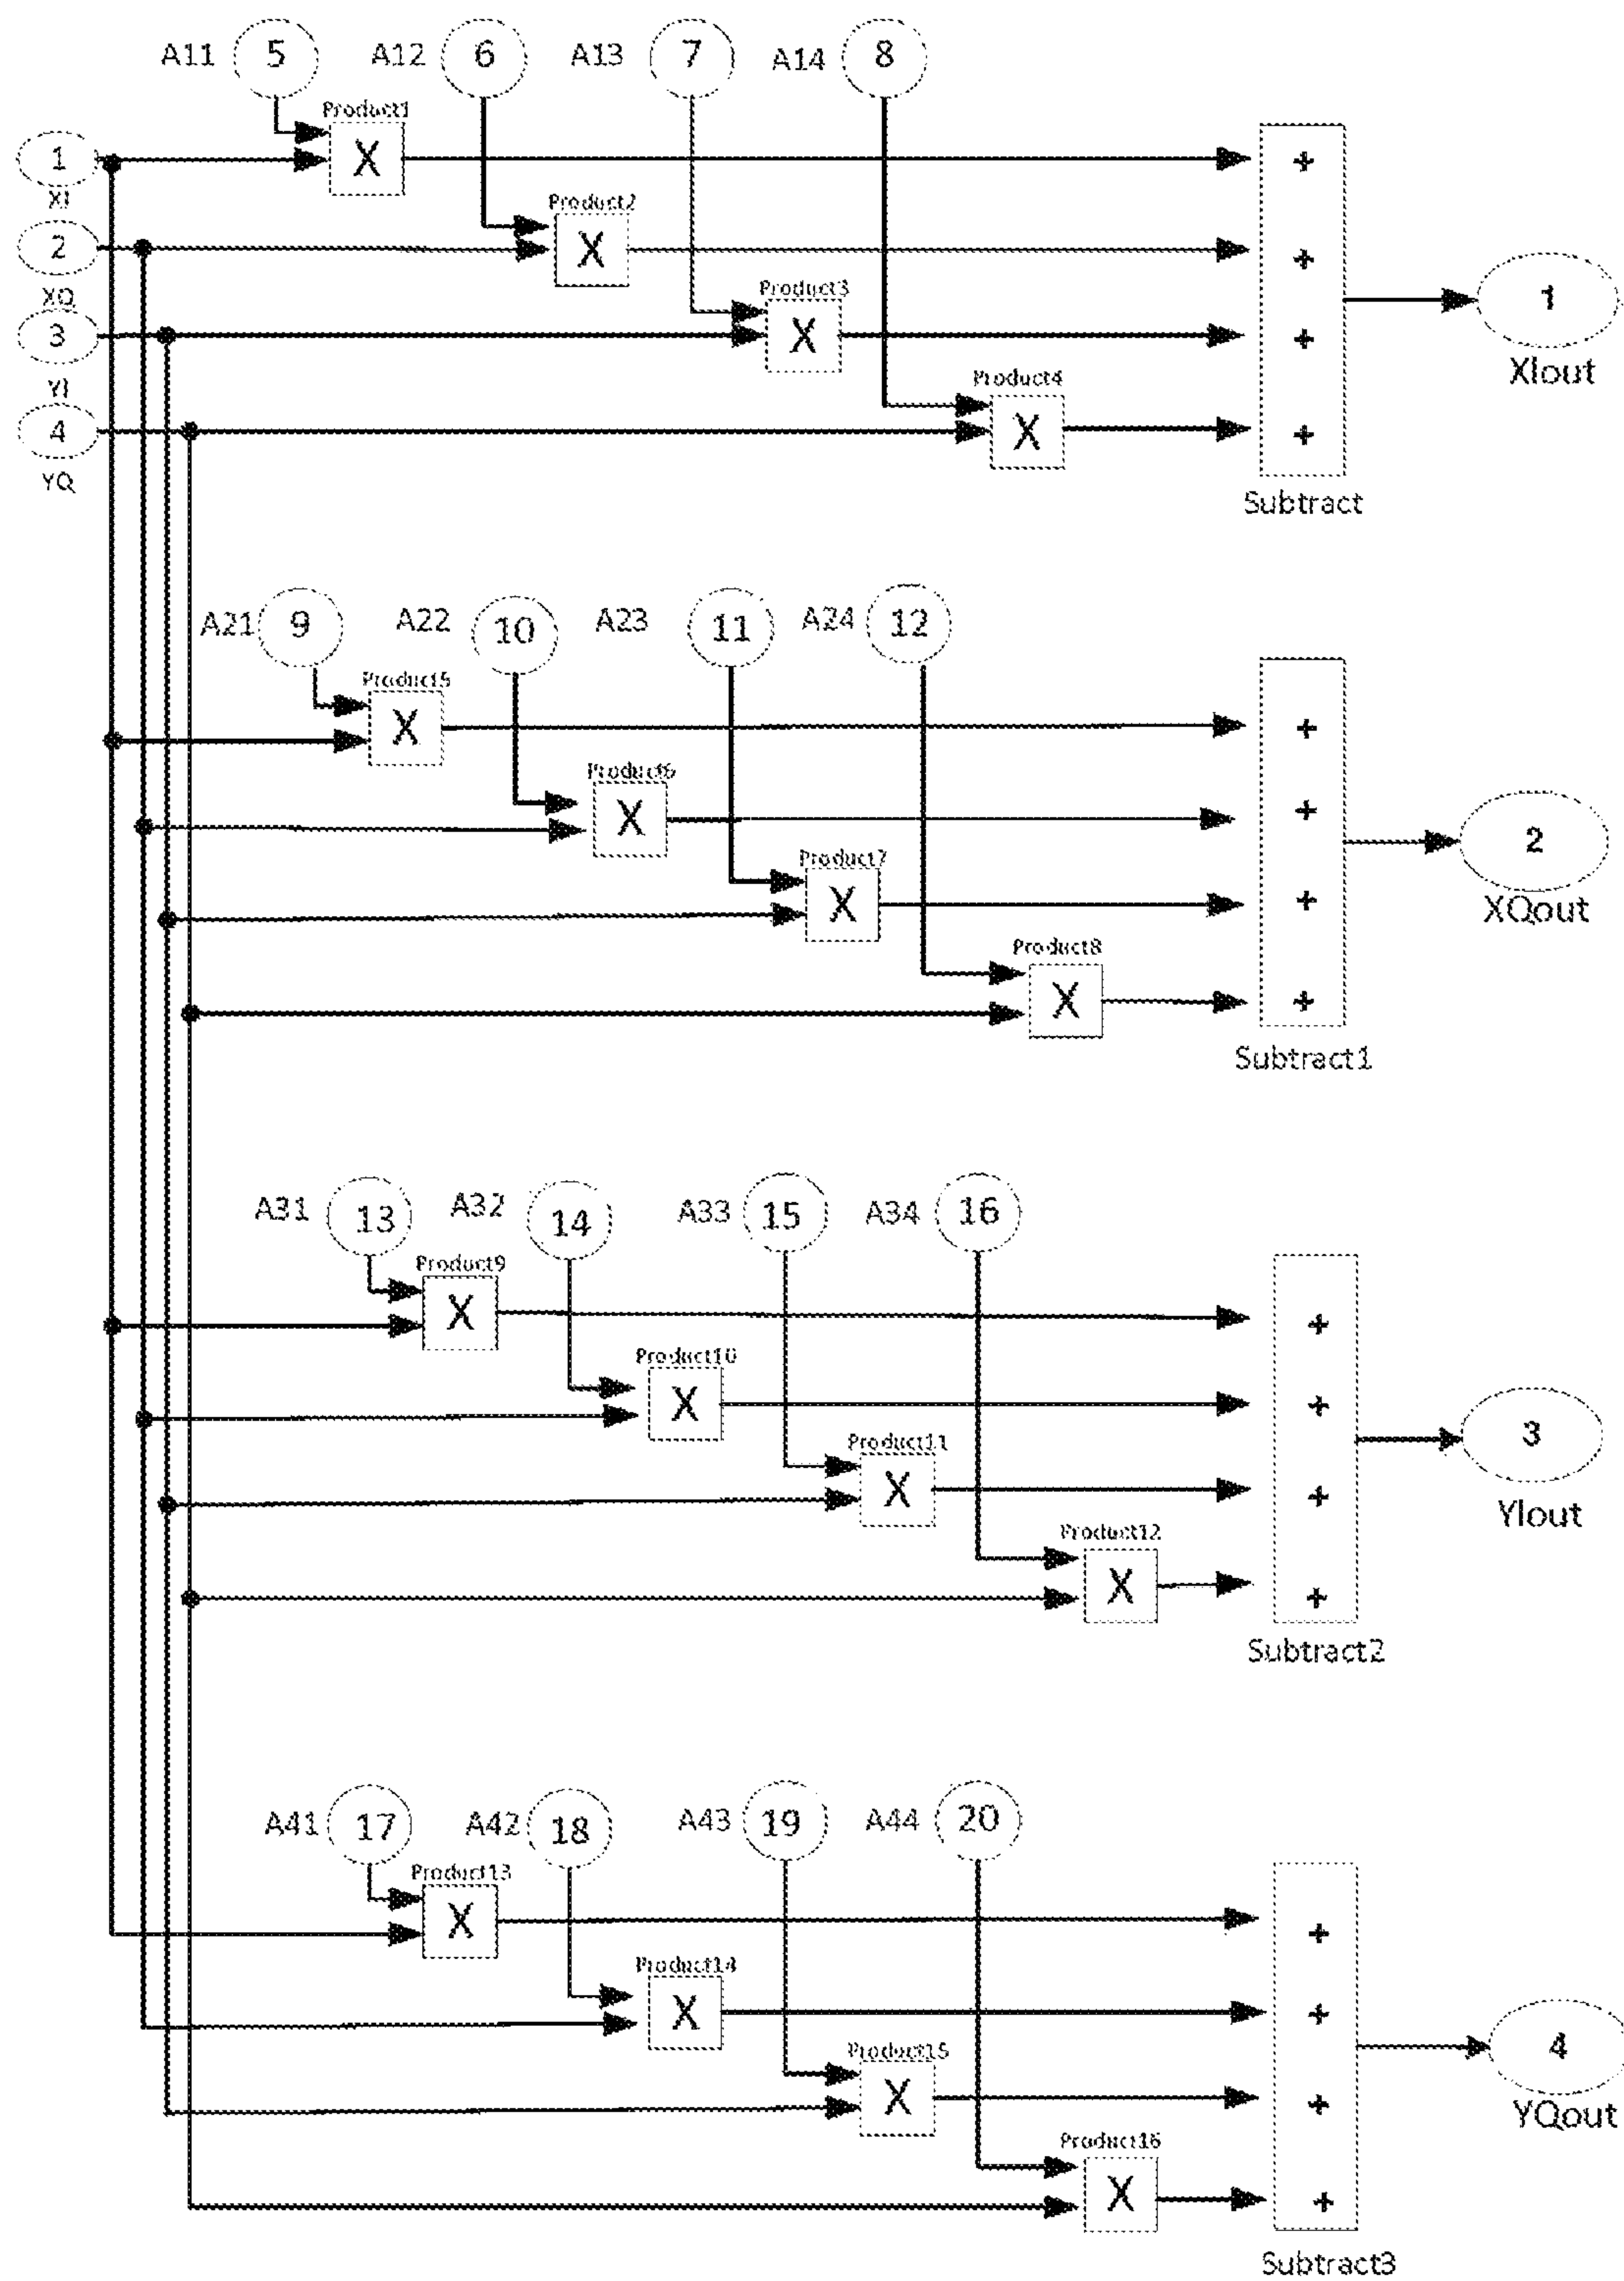 A11 5 A12 6 A13 7 A14 8
Product1
1 X +
XI
Product2
2 X +
XQ
Product3
3 X + 1
YI
XIout
Product4
4 X +
YQ
Subtract
A21 9 A22 10 A23 11 A24 12
Product5
X +
Product6
X +
2
Product7
X +
XQout
Product8
X +
Subtract1
A31 13 A32 14 A33 15 A34 16
Product9
X +
Product10
X +
3
Product11
X +
YIout
Product12
X +
Subtract2
A41 17 A42 18 A43 19 A44 20
Product13
X +
Product14
X +
4
Product15
X +
YQout
Product16
X +
Subtract3